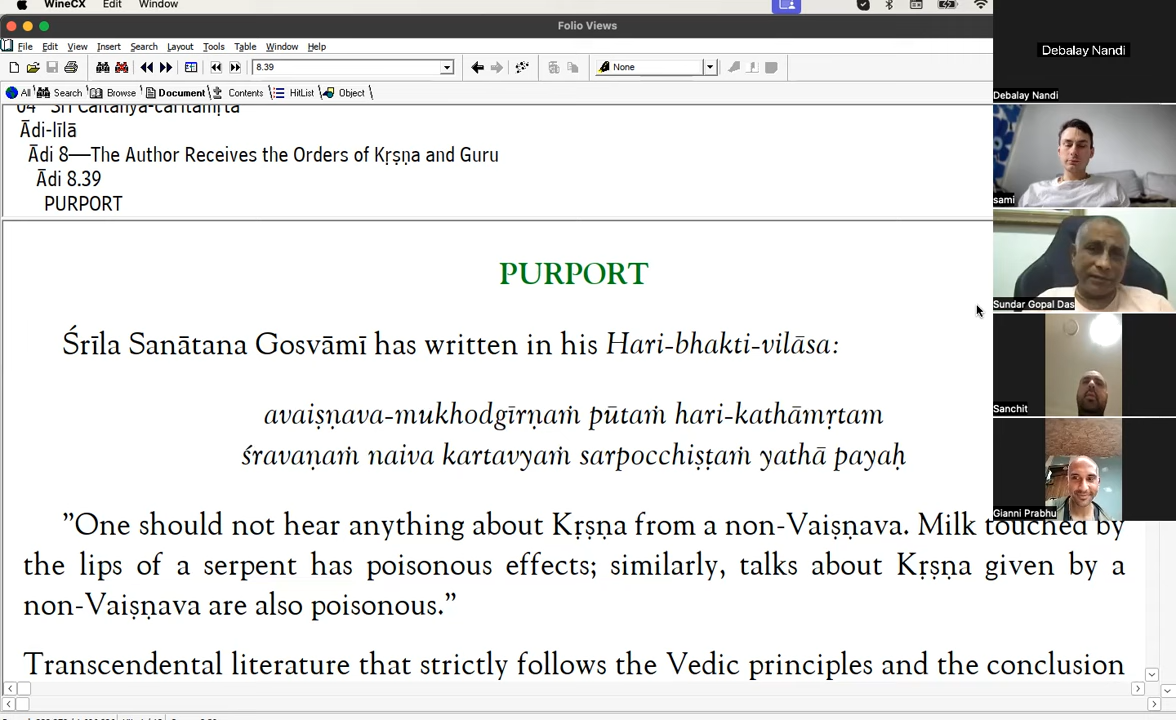 WineCX Edit Window
Folio Views
File Edit View Insert Search Layout Tools Table Window Help
8.39
None
All Search Browse Document Contents HitList Object
04 Śrī Caitanya-caritāmṛta
Ādi-līlā
Ādi 8—The Author Receives the Orders of Kṛṣṇa and Guru
Ādi 8.39
PURPORT
PURPORT
Śrīla Sanātana Gosvāmī has written in his Hari-bhakti-vilāsa:
avaiṣṇava-mukhodgīrṇaṁ pūtaṁ hari-kathāmṛtam
śravaṇaṁ naiva kartavyaṁ sarpocchiṣṭaṁ yathā payaḥ
”One should not hear anything about Kṛṣṇa from a non-Vaiṣṇava. Milk touched by
the lips of a serpent has poisonous effects; similarly, talks about Kṛṣṇa given by a
non-Vaiṣṇava are also poisonous.”
Transcendental literature that strictly follows the Vedic principles and the conclusion
Debalay Nandi
Debalay Nandi
sami
Sundar Gopal Das
Sanchit
Gianni Prabhu